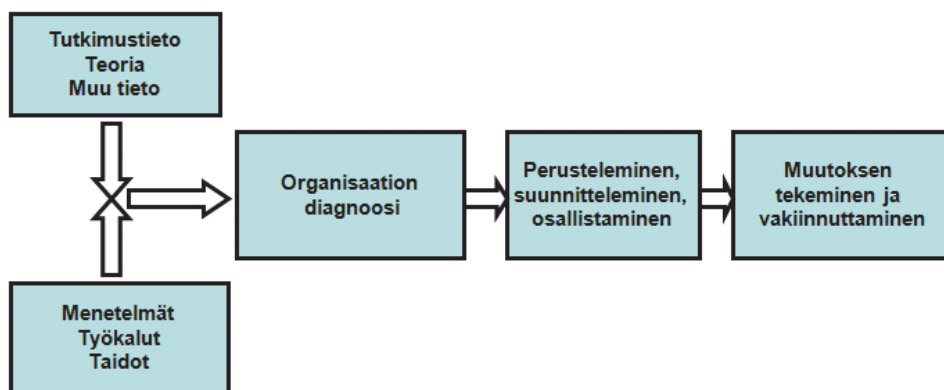 Tutkimustieto
Teoria
Muu tieto
Organisaation
diagnoosi
Perusteleminen,
suunnitteleminen,
osallistaminen
Muutoksen
tekeminen ja
vakiinnuttaminen
Menetelmät
Työkalut
Taidot